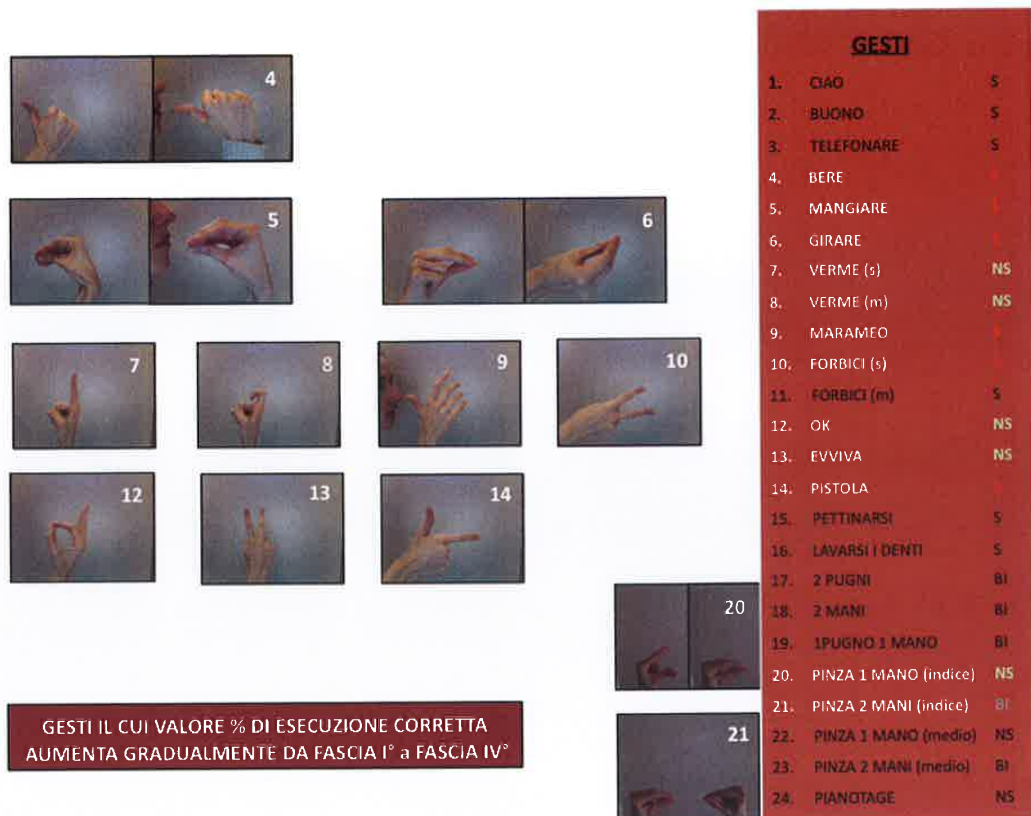 4
5
6
7
8
9
10
12
13
14
20
21
GESTI IL CUI VALORE % DI ESECUZIONE CORRETTA
AUMENTA GRADUALMENTE DA FASCIA I° a FASCIA IV°
GESTI
1. CIAO S
2. BUONO S
3. TELEFONARE S
4. BERE
5. MANGIARE
6. GIRARE
7. VERME (s) NS
8. VERME (m) NS
9. MARAMEO
10. FORBICI (s)
11. FORBICI (m) S
12. OK NS
13. EVVIVA NS
14. PISTOLA
15. PETTINARSI S
16. LAVARSI I DENTI S
17. 2 PUGNI BI
18. 2 MANI BI
19. 1PUGNO 1 MANO BI
20. PINZA 1 MANO (indice) NS
21. PINZA 2 MANI (indice) BI
22. PINZA 1 MANO (medio) NS
23. PINZA 2 MANI (medio) BI
24. PIANOTAGE NS